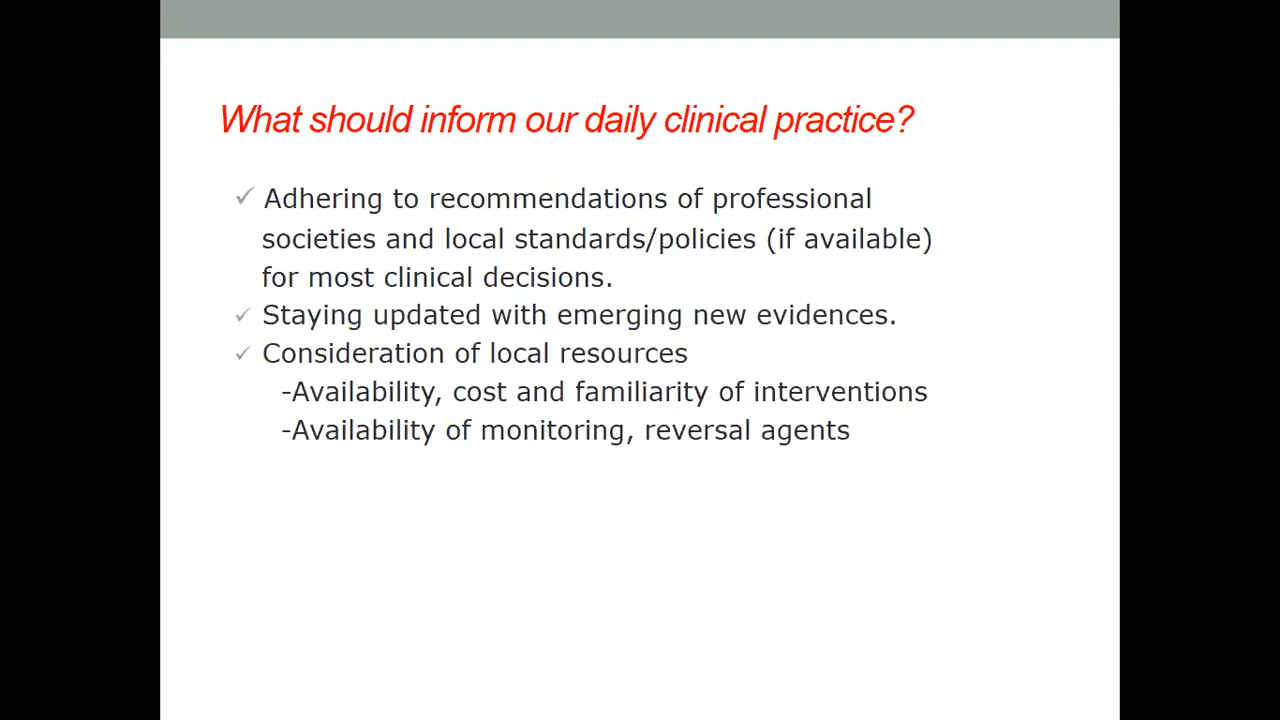 What should inform our daily clinical practice?
✓ Adhering to recommendations of professional
societies and local standards/policies (if available)
for most clinical decisions.
✓ Staying updated with emerging new evidences.
✓ Consideration of local resources
-Availability, cost and familiarity of interventions
-Availability of monitoring, reversal agents